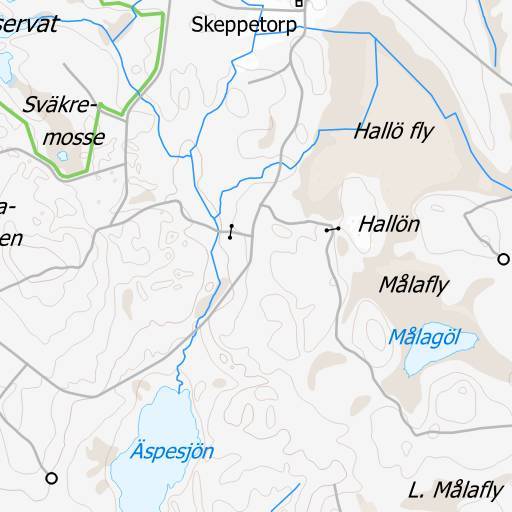 servat
Skeppetorp
Sväkre-
mosse
Hallö fly
a-
en
Hallön
Målafly
Målagöl
Äspesjön
L. Målafly